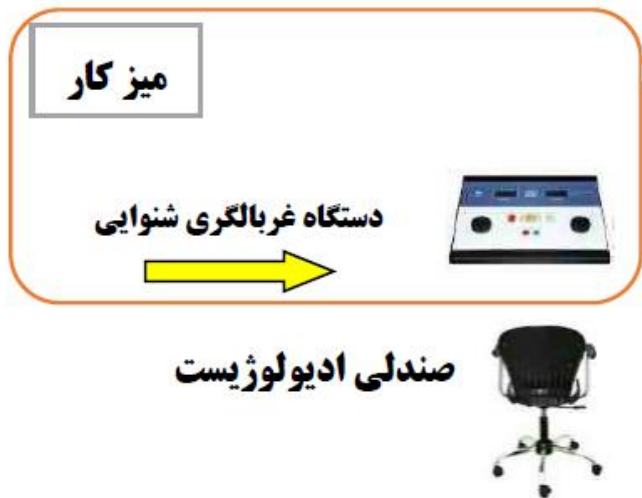 میز کار
دستگاه غربالگری شنوایی
صندلی ادیولوژیست